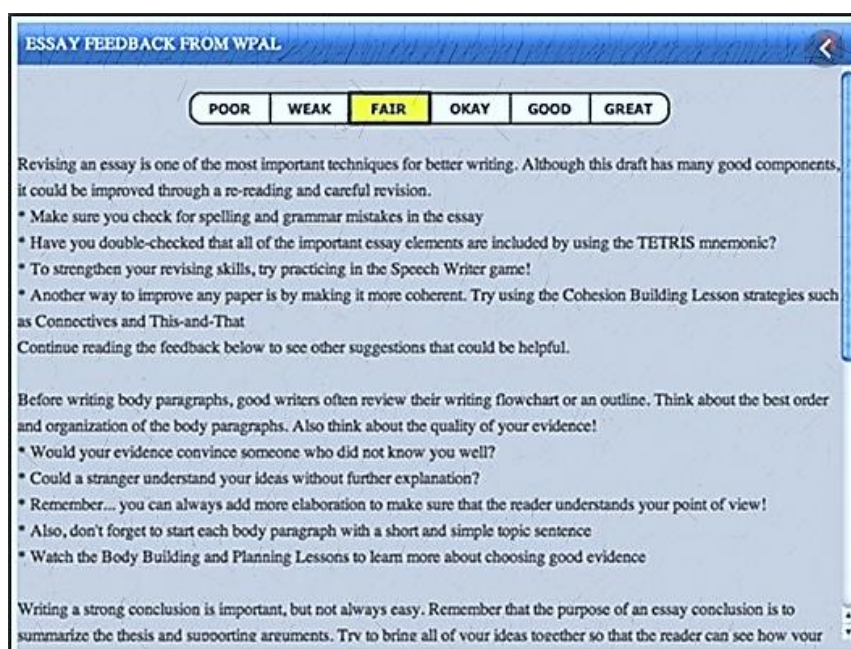 ESSAY FEEDBACK FROM WPAL
POOR WEAK FAIR OKAY GOOD GREAT
Revising an essay is one of the most important techniques for better writing. Although this draft has many good components,
it could be improved through a re-reading and careful revision.
* Make sure you check for spelling and grammar mistakes in the essay
* Have you double-checked that all of the important essay elements are included by using the TETRIS mnemonic?
* To strengthen your revising skills, try practicing in the Speech Writer game!
* Another way to improve any paper is by making it more coherent. Try using the Cohesion Building Lesson strategies such
as Connectives and This-and-That
Continue reading the feedback below to see other suggestions that could be helpful.
Before writing body paragraphs, good writers often review their writing flowchart or an outline. Think about the best order
and organization of the body paragraphs. Also think about the quality of your evidence!
* Would your evidence convince someone who did not know you well?
* Could a stranger understand your ideas without further explanation?
* Remember... you can always add more elaboration to make sure that the reader understands your point of view!
* Also, don't forget to start each body paragraph with a short and simple topic sentence
* Watch the Body Building and Planning Lessons to learn more about choosing good evidence
Writing a strong conclusion is important, but not always easy. Remember that the purpose of an essay conclusion is to
summarize the thesis and supporting arguments. Try to bring all of your ideas together so that the reader can see how your